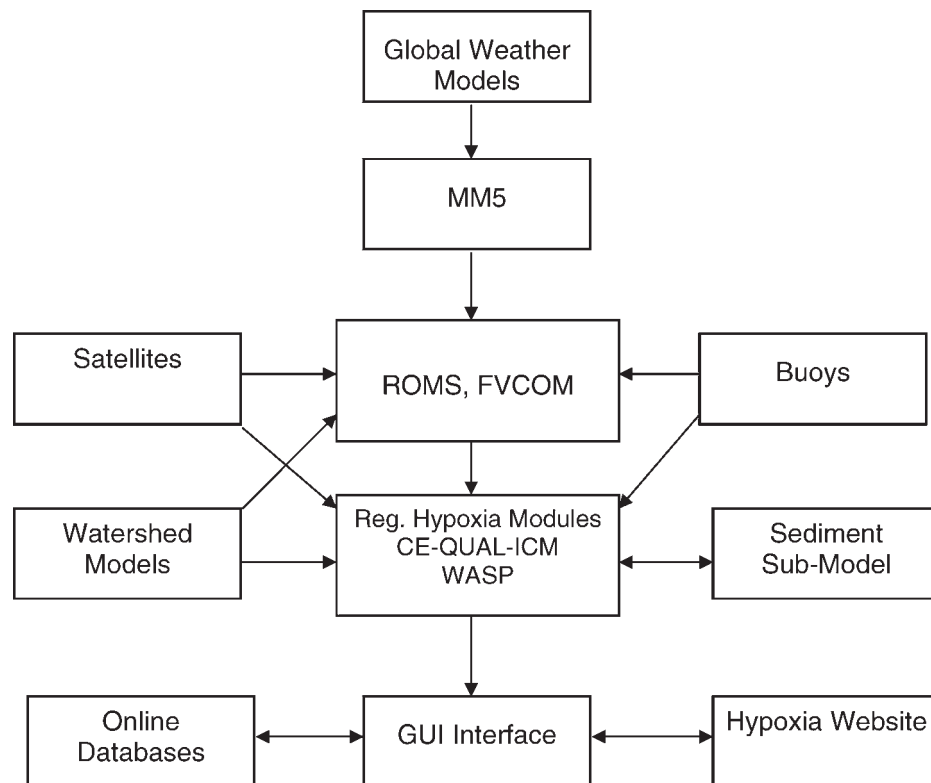 Global Weather
Models
MM5
Satellites
ROMS, FVCOM
Buoys
Watershed
Models
Reg. Hypoxia Modules
CE-QUAL-ICM
WASP
Sediment
Sub-Model
Online
Databases
GUI Interface
Hypoxia Website